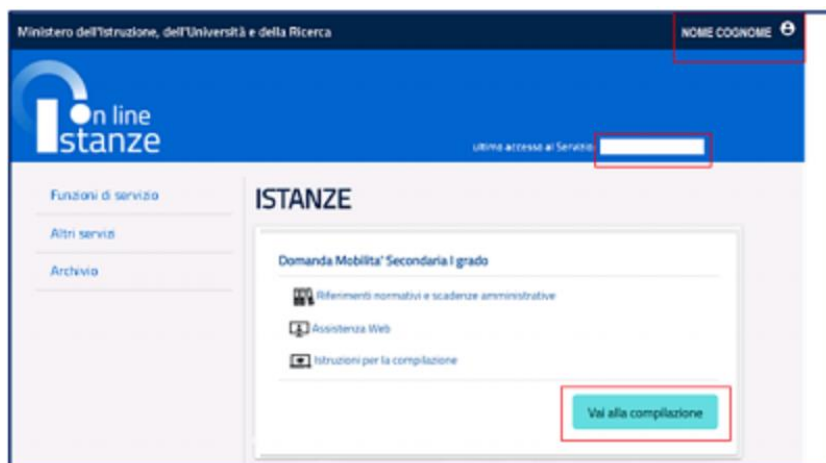 Ministero dell'Istruzione, dell'Università e della Ricerca
NOME COGNOME
On line
Istanze
ultimo accesso al Servizio
Funzioni di servizio
ISTANZE
Altri servizi
Domanda Mobilita' Secondaria I grado
Archivio
Riferimenti normativi e scadenze amministrative
Assistenza Web
Istruzioni per la compilazione
Vai alla compilazione